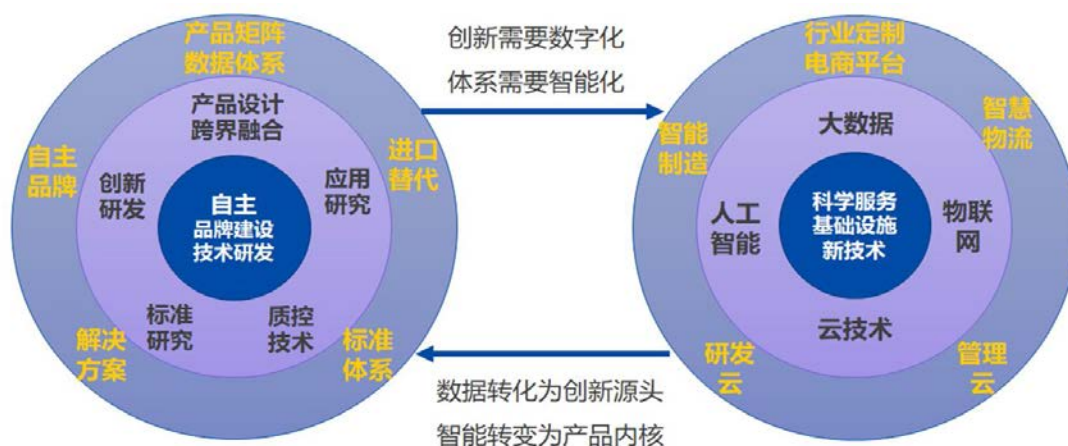 产品矩阵
数据体系
产品设计
跨界融合
自主
品牌
创新
研发
自主
品牌建设
技术研发
应用
研究
进口
替代
标准
研究
质控
技术
解决
方案
标准
体系
创新需要数字化
体系需要智能化
数据转化为创新源头
智能转变为产品内核
行业定制
电商平台
大数据
智能
制造
智慧
物流
人工
智能
科学服务
基础设施
新技术
物联
网
云技术
研发
云
管理
云